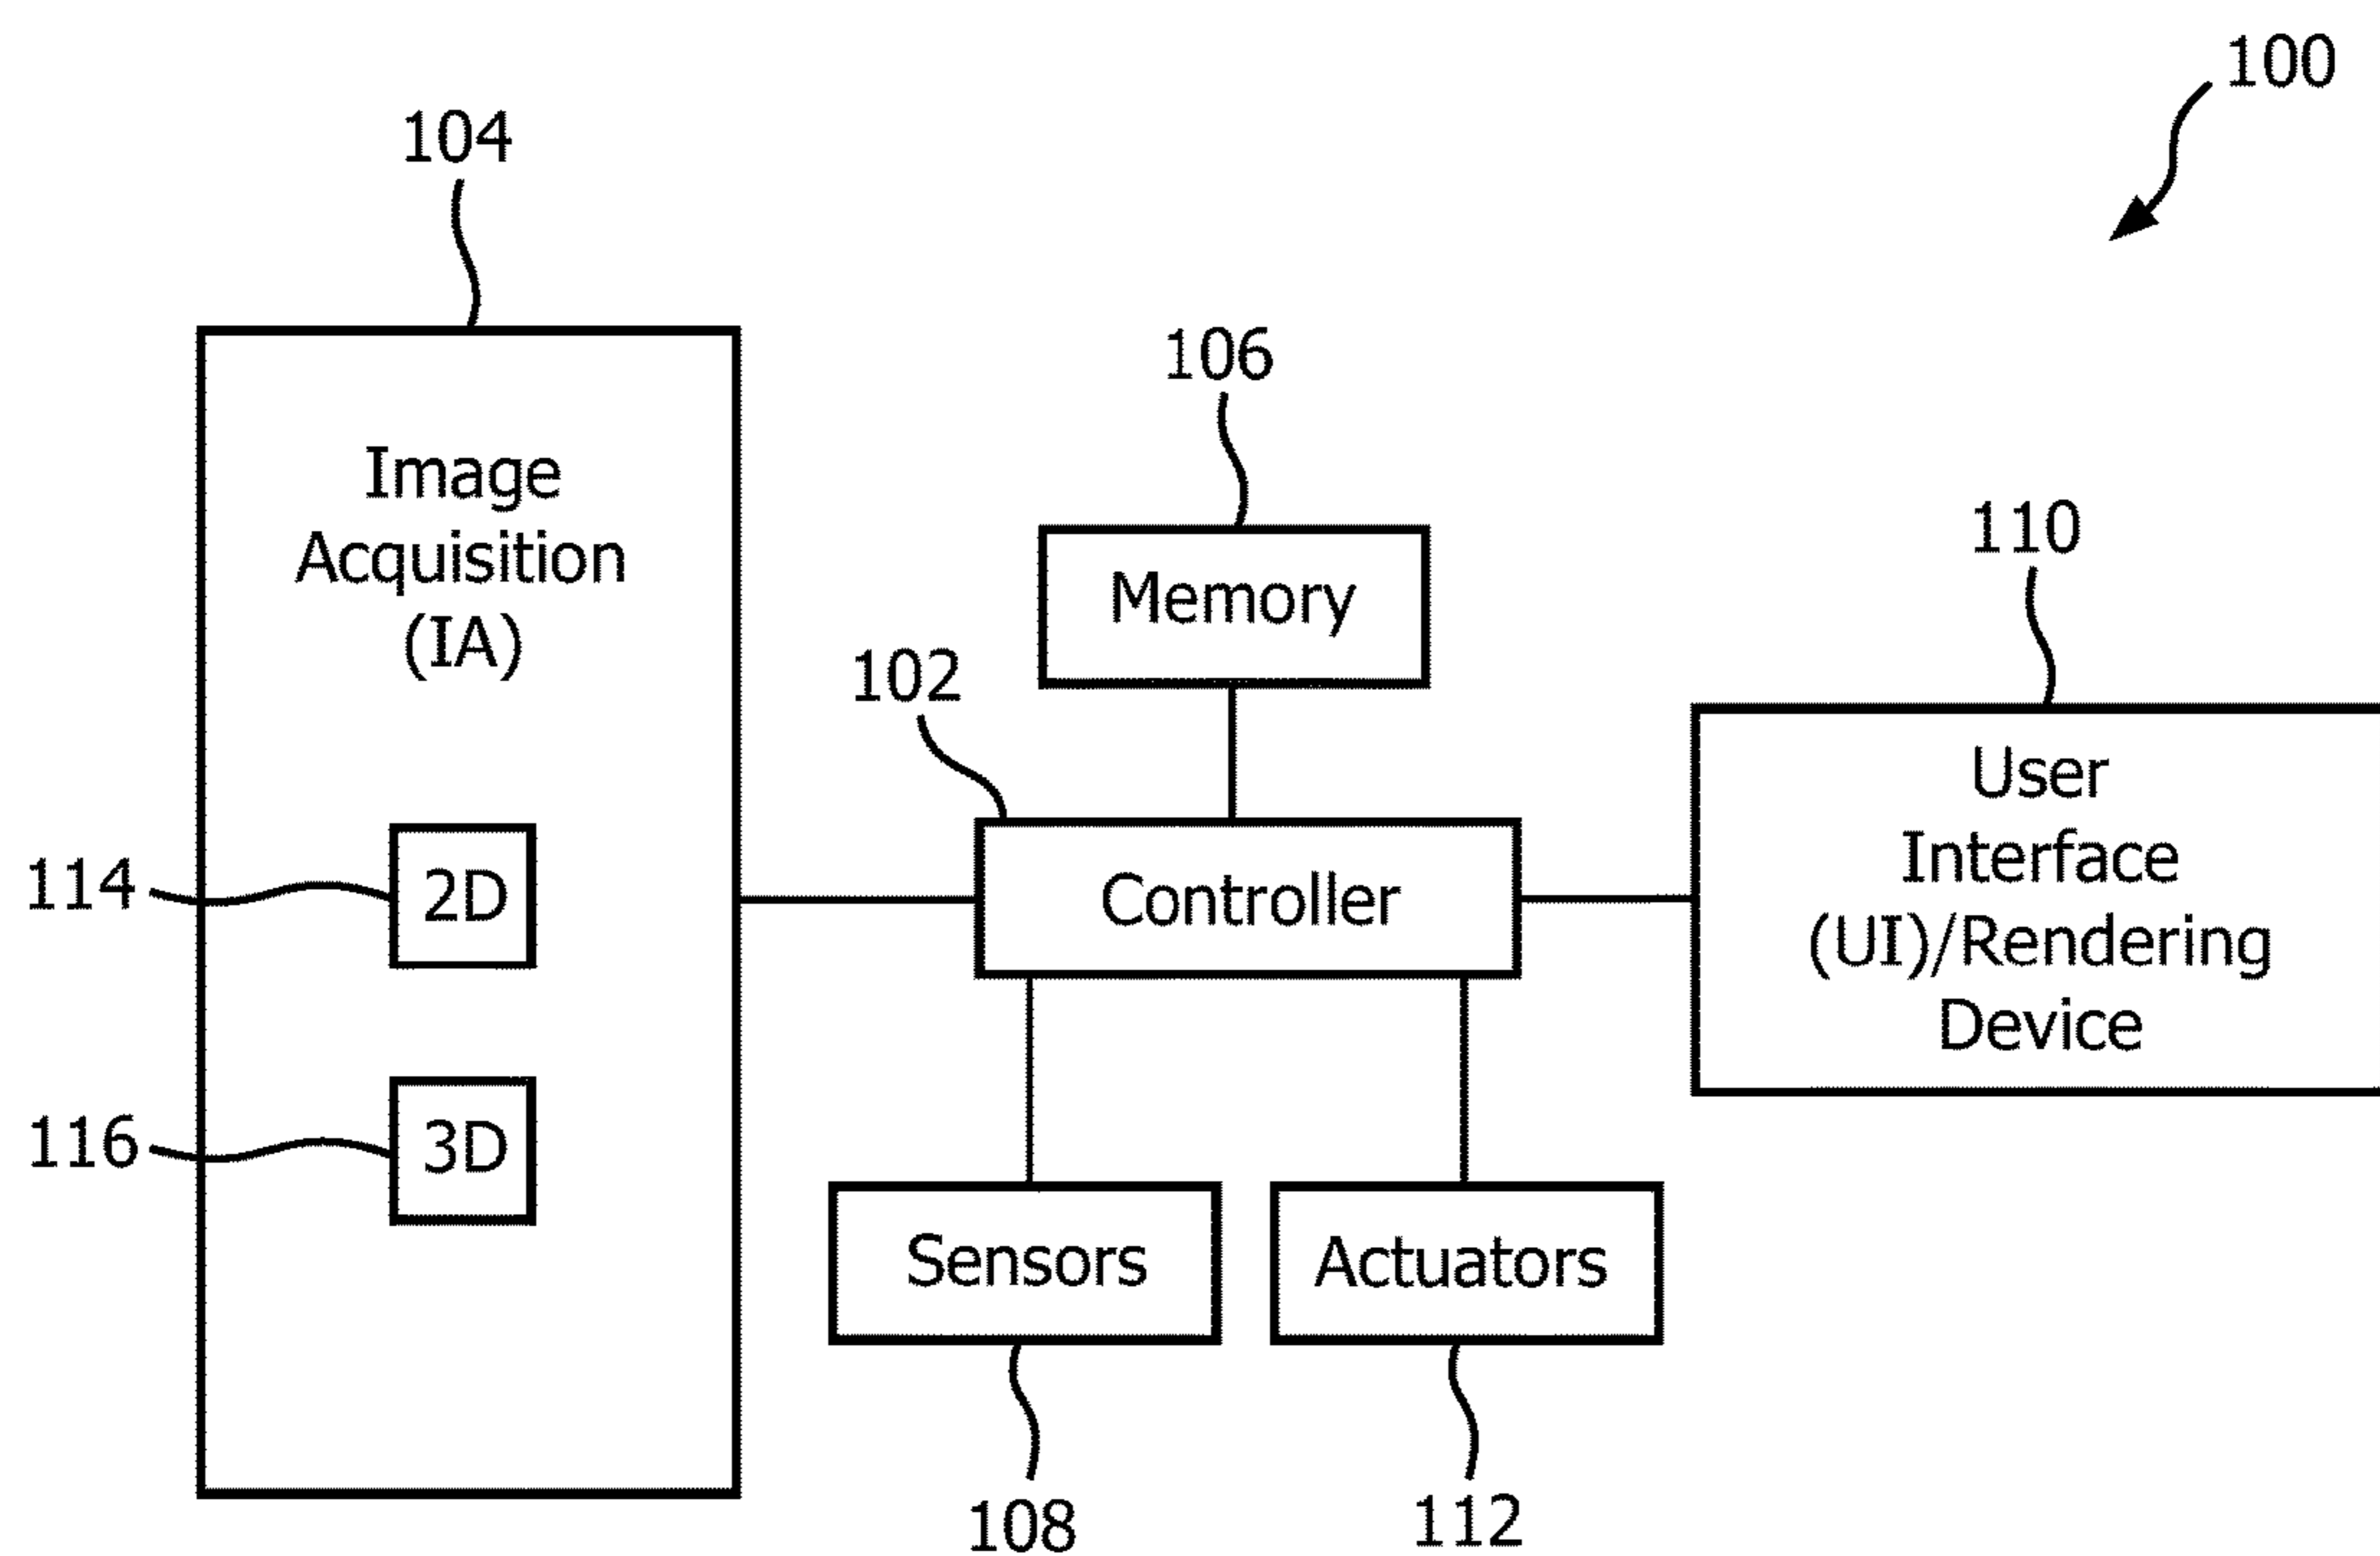 100
104
106
Image
Acquisition
(IA)
110
Memory
102
User
Interface
(UI)/Rendering
Device
Controller
114
2D
116
3D
Sensors
Actuators
108
112